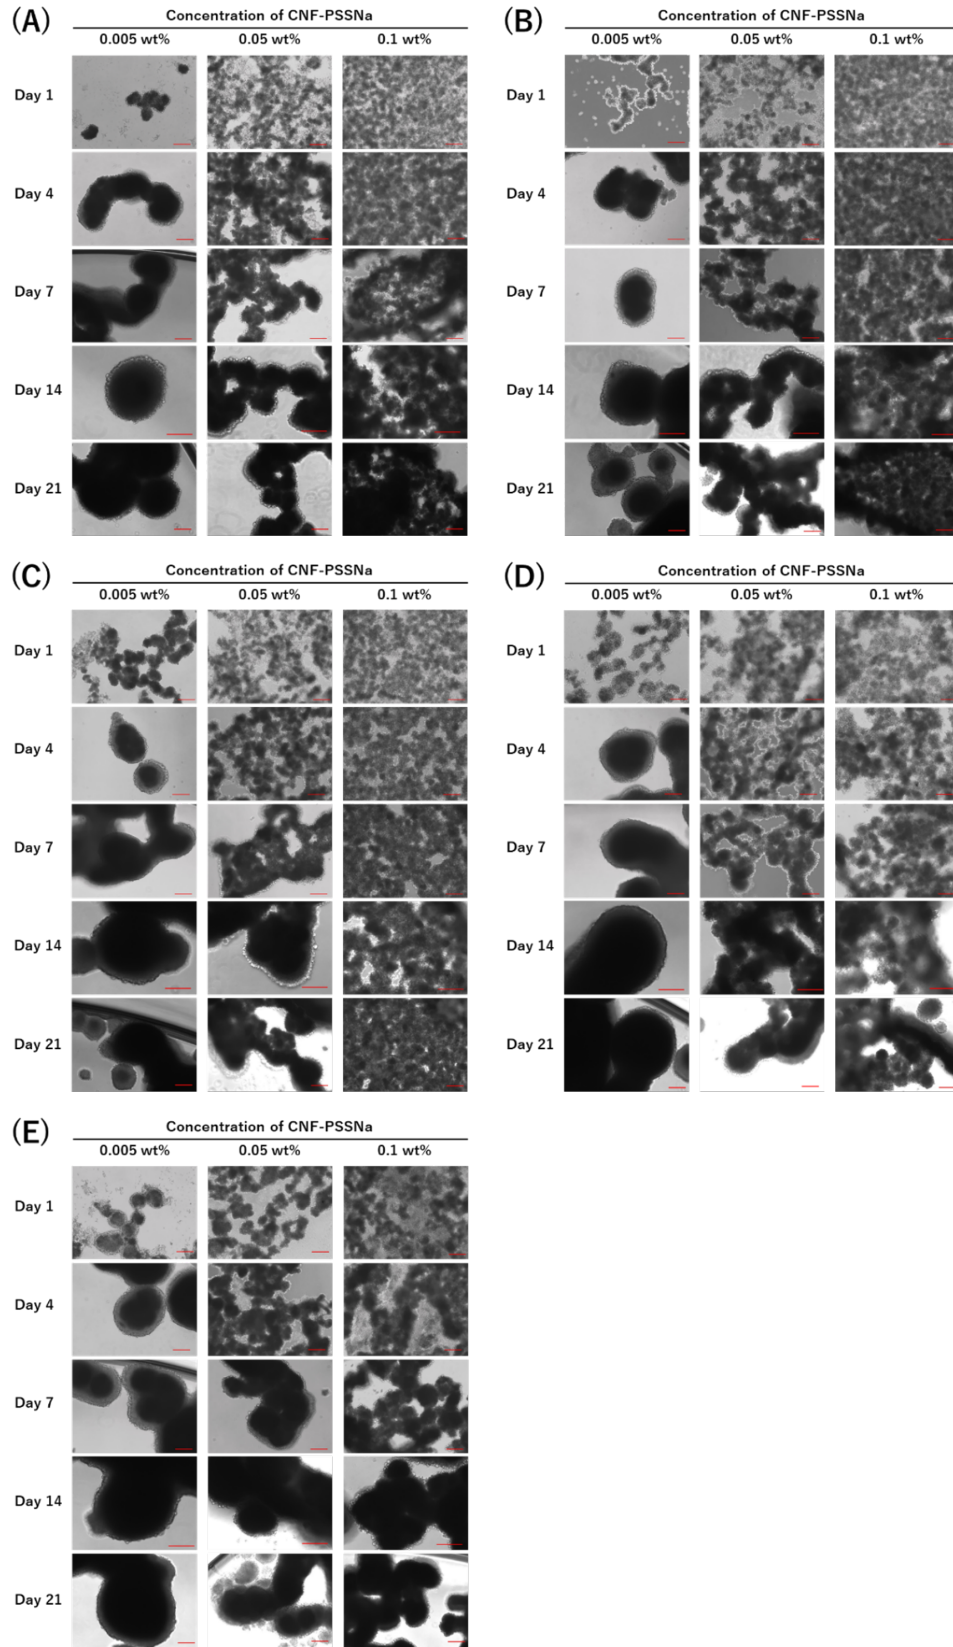 (A)
Concentration of CNF-PSSNa
0.005 wt% 0.05 wt% 0.1 wt%
Day 1
Day 4
Day 7
Day 14
Day 21
(B)
Concentration of CNF-PSSNa
0.005 wt% 0.05 wt% 0.1 wt%
Day 1
Day 4
Day 7
Day 14
Day 21
(C)
Concentration of CNF-PSSNa
0.005 wt% 0.05 wt% 0.1 wt%
Day 1
Day 4
Day 7
Day 14
Day 21
(D)
Concentration of CNF-PSSNa
0.005 wt% 0.05 wt% 0.1 wt%
Day 1
Day 4
Day 7
Day 14
Day 21
(E)
Concentration of CNF-PSSNa
0.005 wt% 0.05 wt% 0.1 wt%
Day 1
Day 4
Day 7
Day 14
Day 21